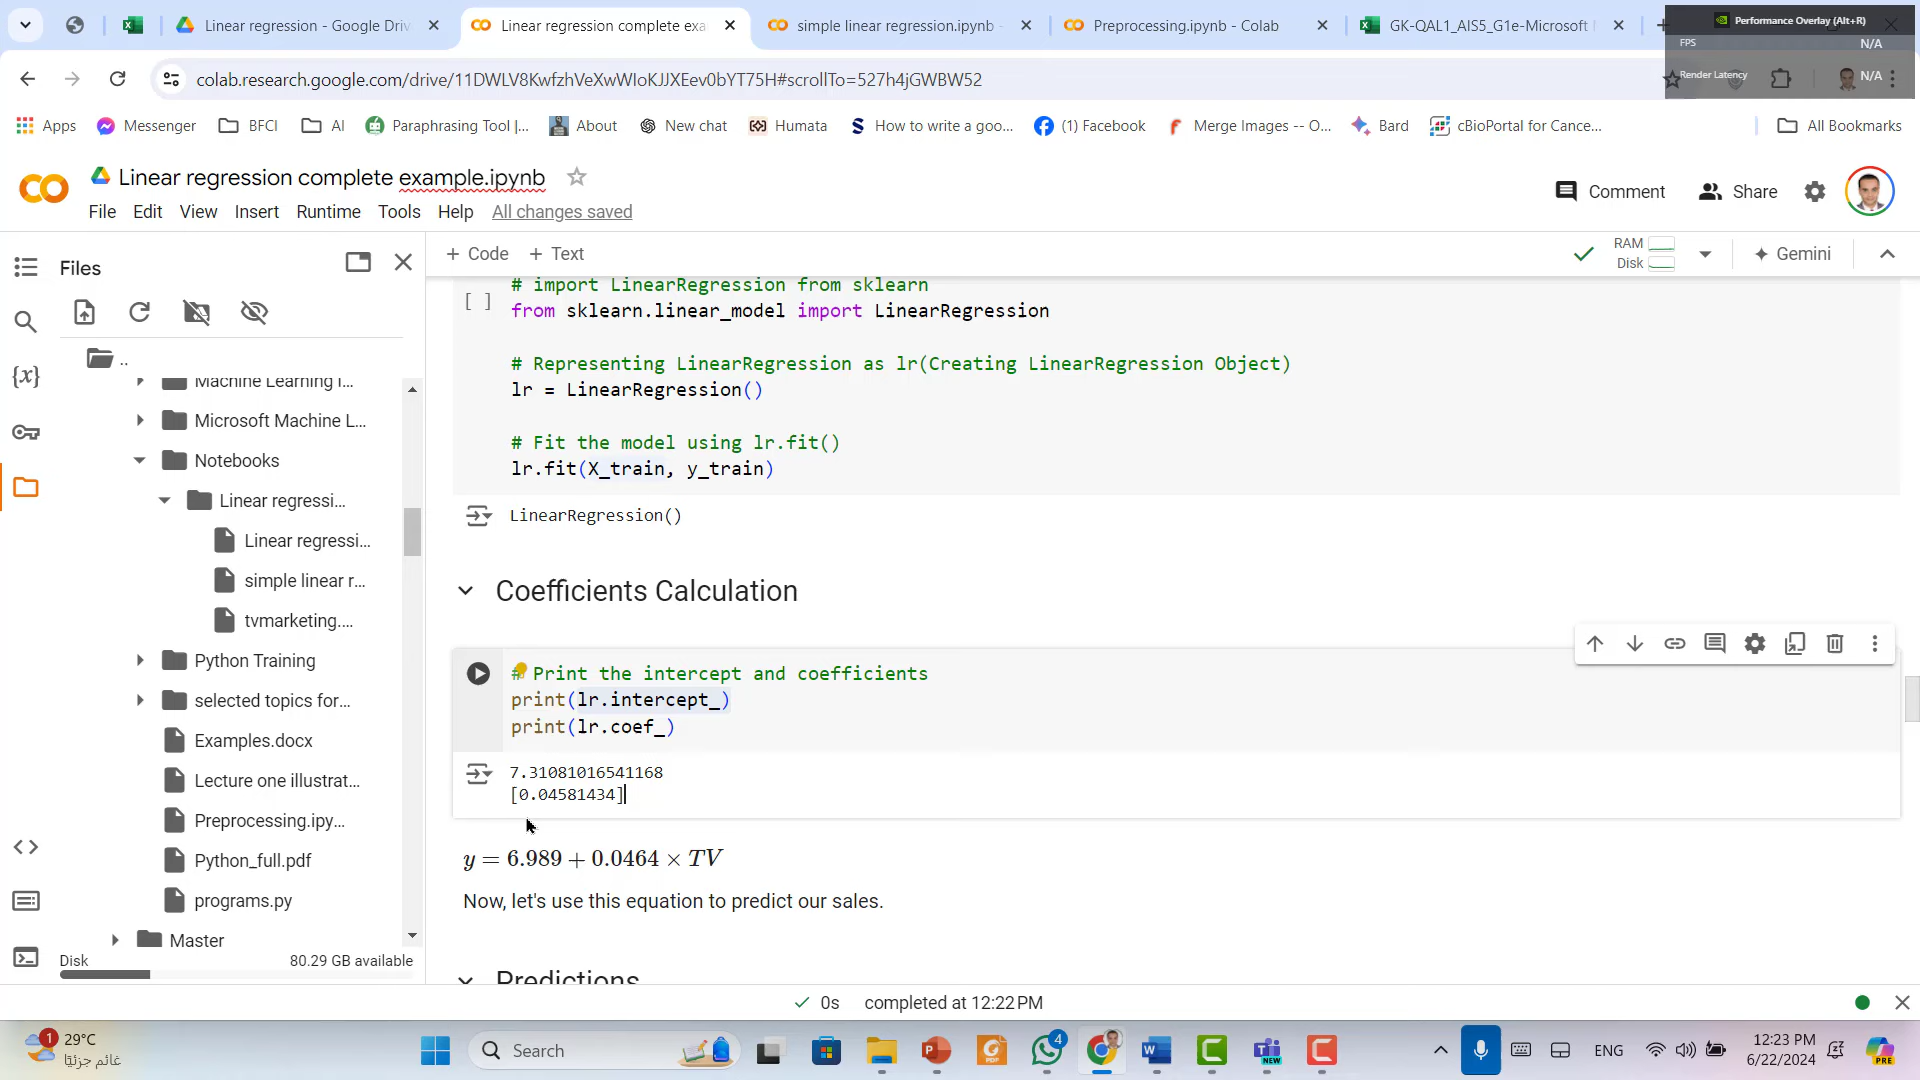 Linear regression - Google Driv
Linear regression complete exa
simple linear regression.ipynb -
Preprocessing.ipynb - Colab
GK-QAL1_AIS5_G1e-Microsoft
Performance Overlay (Alt+R)
FPS
N/A
Render Latency
N/A
colab.research.google.com/drive/11DWLV8KwfzhVeXwWIoKJJXEev0bYT75H#scrollTo=527h4jGWBW52
Apps
Messenger
BFCI
AI
Paraphrasing Tool |...
About
New chat
Humata
How to write a goo...
(1) Facebook
Merge Images -- O...
Bard
cBioPortal for Cance...
All Bookmarks
Linear regression complete example.ipynb
Comment
Share
File Edit View Insert Runtime Tools Help All changes saved
Files
+ Code + Text
RAM
Disk
Gemini
..
Machine Learning I...
Microsoft Machine L...
Notebooks
Linear regressi...
Linear regressi...
simple linear r...
tvmarketing....
Python Training
selected topics for...
Examples.docx
Lecture one illustrat...
Preprocessing.ipy...
Python_full.pdf
programs.py
Master
Disk
80.29 GB available
# import LinearRegression from sklearn
[ ]
from sklearn.linear_model import LinearRegression
# Representing LinearRegression as lr(Creating LinearRegression Object)
lr = LinearRegression()
# Fit the model using lr.fit()
lr.fit(X_train, y_train)
LinearRegression()
Coefficients Calculation
# Print the intercept and coefficients
print(lr.intercept_)
print(lr.coef_)
7.31081016541168
[0.04581434]
y = 6.989 + 0.0464 × TV
Now, let's use this equation to predict our sales.
Predictions
0s completed at 12:22 PM
1
29°C
غائم جزئيًا
Search
4
NEW
ENG
12:23 PM
6/22/2024
PRE